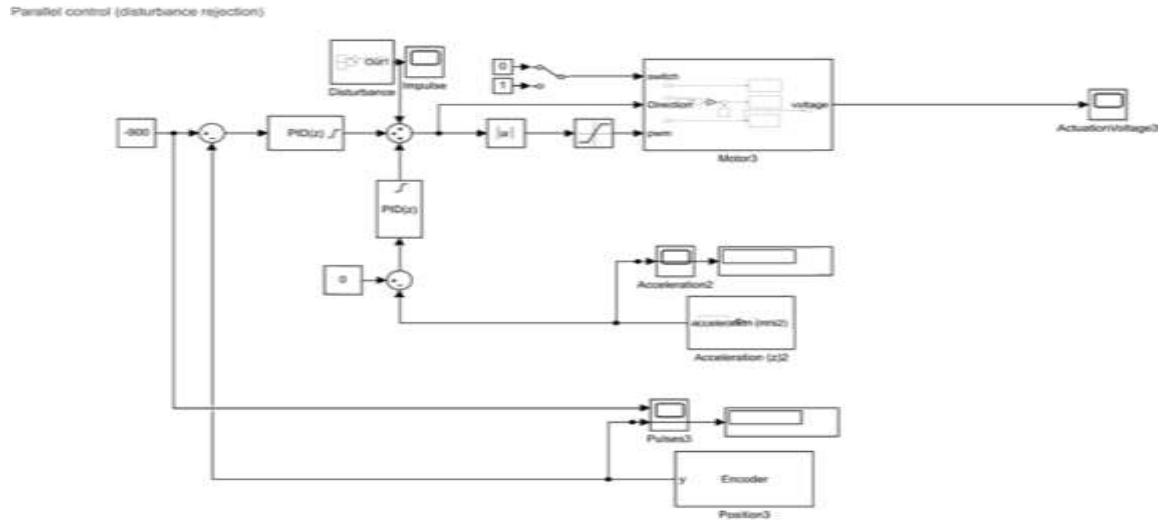 Parallel control (disturbance rejection)
Out1
Disturbance
Impulse
0
1
switch
Direction
pwm
voltage
Motor3
ActuationVoltage3
-900
PID(z)
|u|
PID(z)
0
Acceleration2
Acceleration (z)2
Pulses3
y
Encoder
Position3